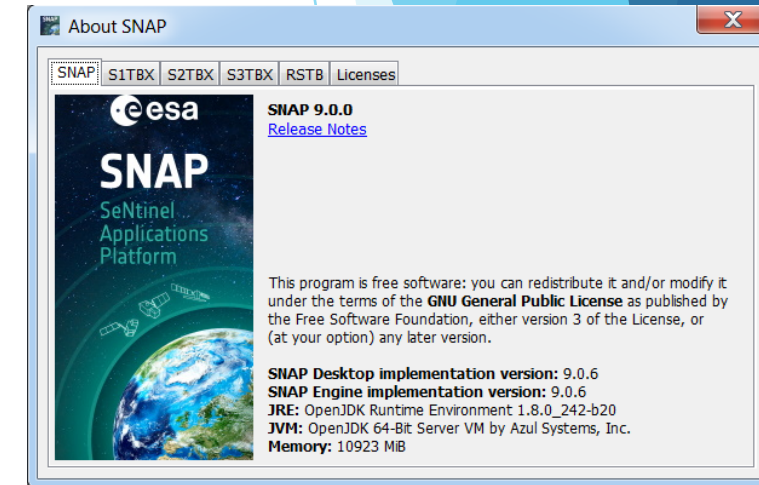 About SNAP
X
SNAP S1TBX S2TBX S3TBX RSTB Licenses
esa
SNAP
SeNtinel
Applications
Platform
SNAP 9.0.0
Release Notes
This program is free software: you can redistribute it and/or modify it
under the terms of the GNU General Public License as published by
the Free Software Foundation, either version 3 of the License, or
(at your option) any later version.
SNAP Desktop implementation version: 9.0.6
SNAP Engine implementation version: 9.0.6
JRE: OpenJDK Runtime Environment 1.8.0_242-b20
JVM: OpenJDK 64-Bit Server VM by Azul Systems, Inc.
Memory: 10923 MiB